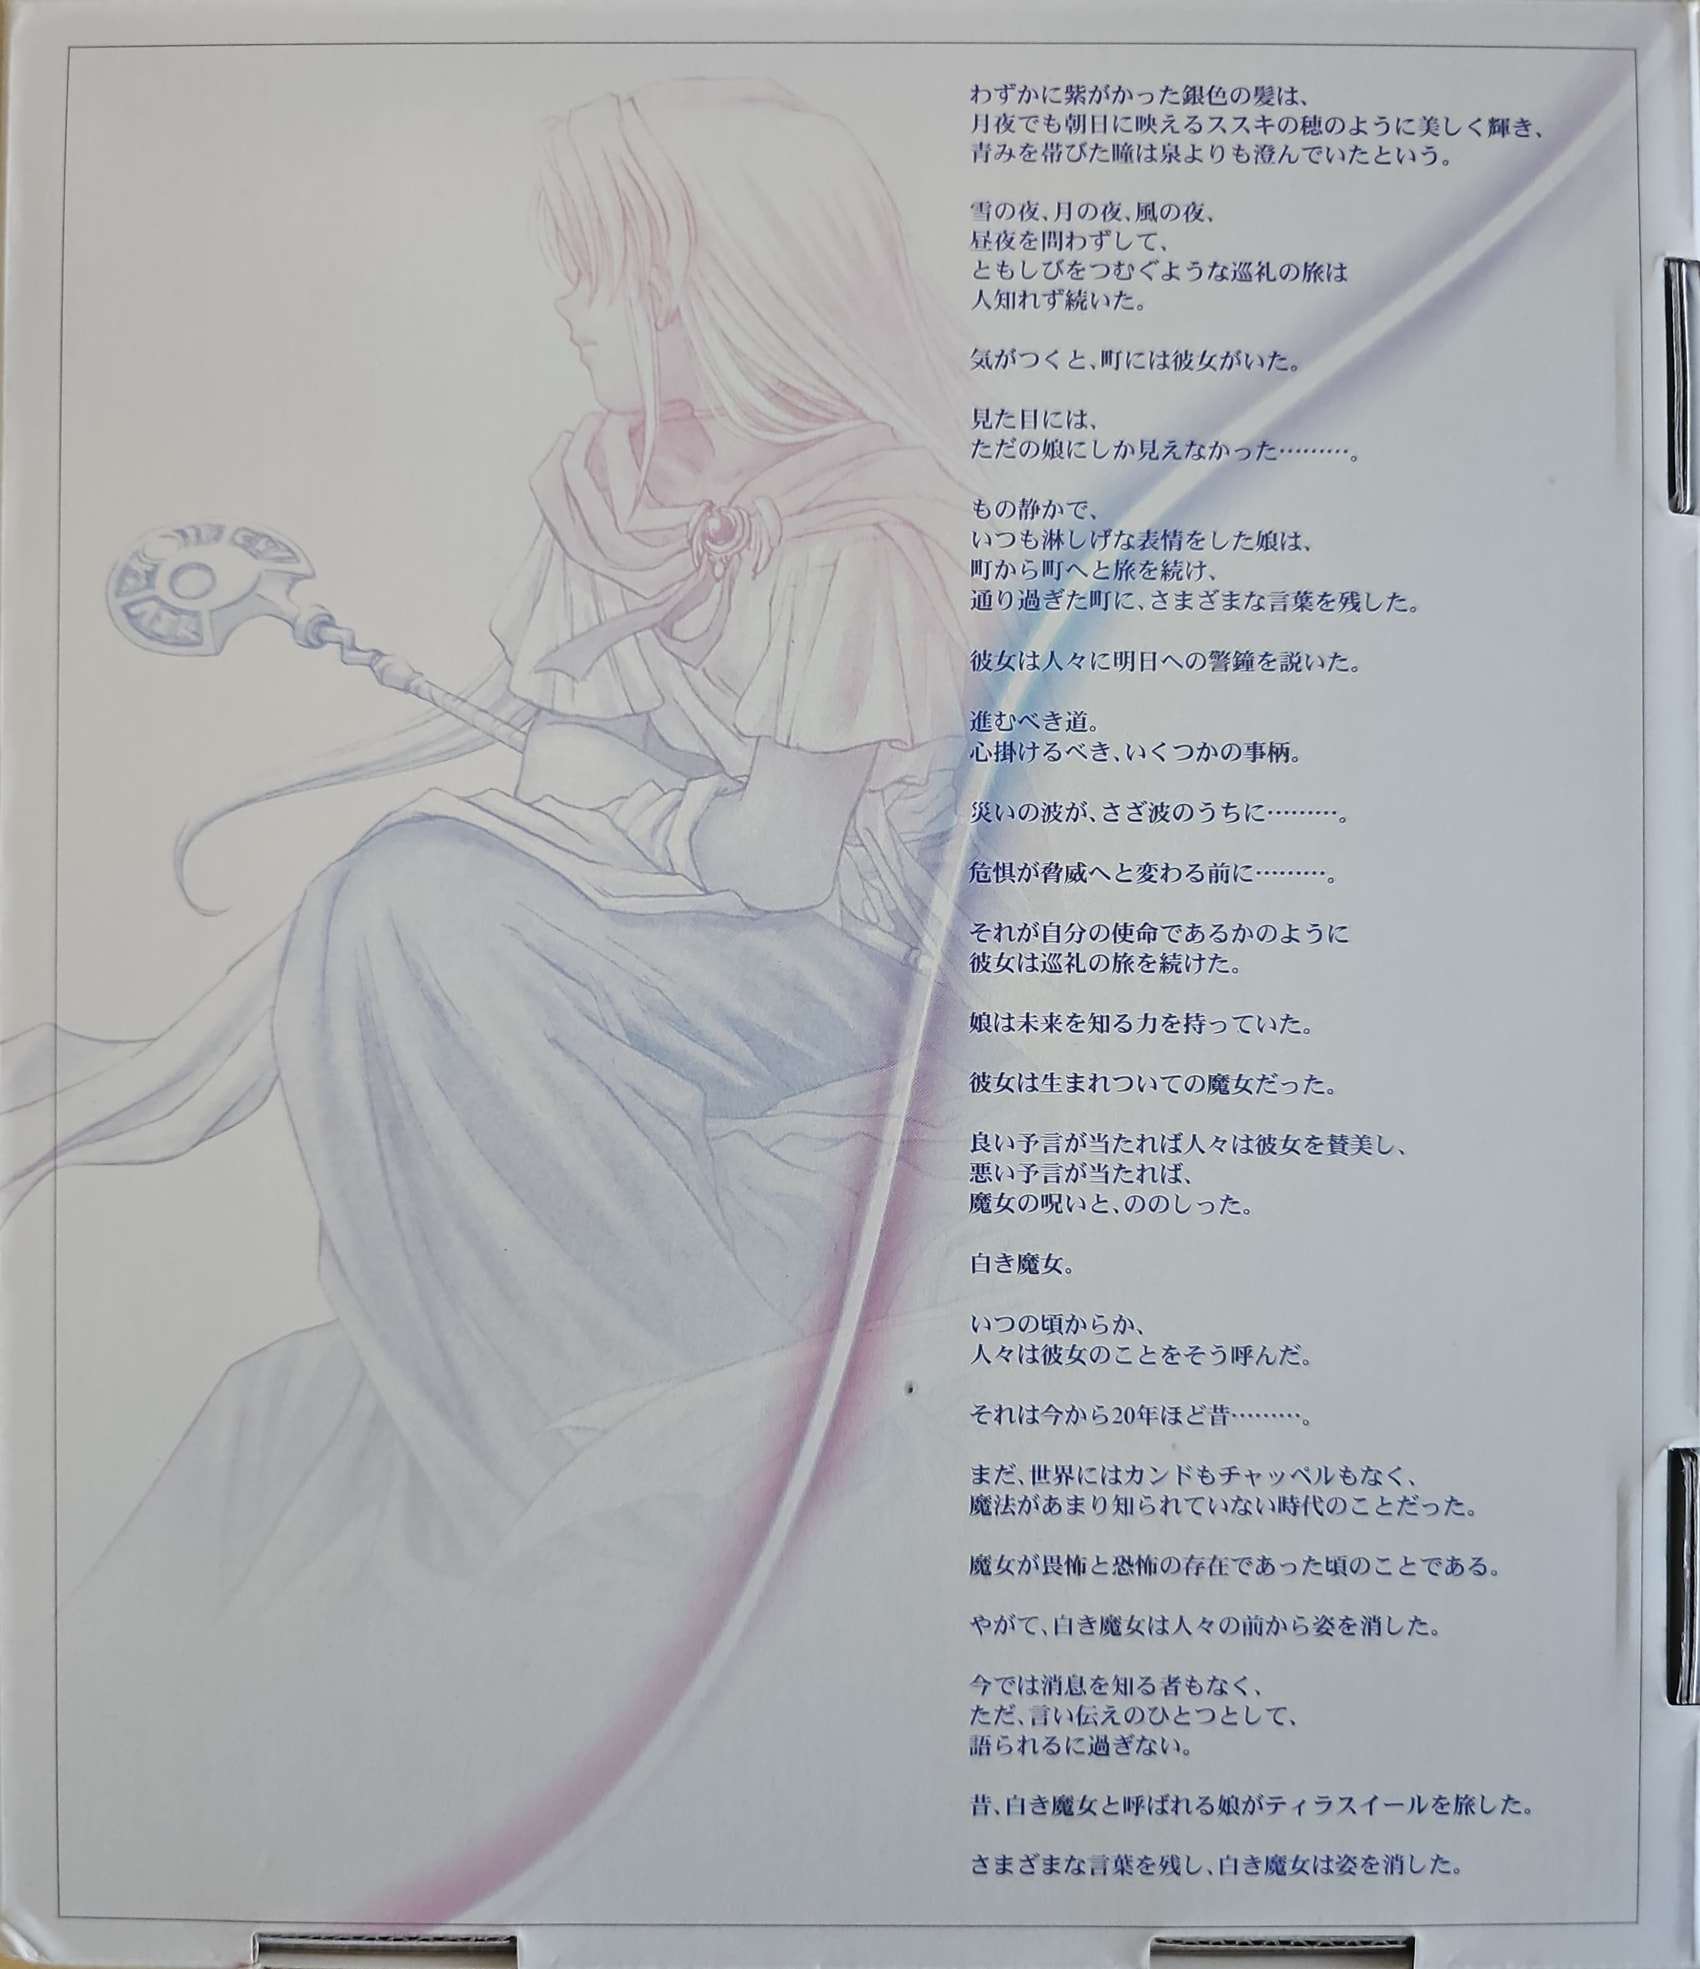 わずかに紫がかった銀色の髪は、
月夜でも朝日に映えるススキの穂のように美しく輝き、
青みを帯びた瞳は泉よりも澄んでいたという。
雪の夜、月の夜、風の夜、
昼夜を問わずして、
ともしびをつむぐような巡礼の旅は
人知れず続いた。
気がつくと、町には彼女がいた。
見た目には、
ただの娘にしか見えなかった………。
もの静かで、
いつも淋しげな表情をした娘は、
町から町へと旅を続け、
通り過ぎた町に、さまざまな言葉を残した。
彼女は人々に明日への警鐘を説いた。
進むべき道。
心掛けるべき、いくつかの事柄。
災いの波が、さざ波のうちに………。
危惧が脅威へと変わる前に………。
それが自分の使命であるかのように
彼女は巡礼の旅を続けた。
娘は未来を知る力を持っていた。
彼女は生まれついての魔女だった。
良い予言が当たれば人々は彼女を賛美し、
悪い予言が当たれば、
魔女の呪いと、ののしった。
白き魔女。
いつの頃からか、
人々は彼女のことをそう呼んだ。
それは今から20年ほど昔………。
まだ、世界にはカンドもチャッペルもなく、
魔法があまり知られていない時代のことだった。
魔女が畏怖と恐怖の存在であった頃のことである。
やがて、白き魔女は人々の前から姿を消した。
今では消息を知る者もなく、
ただ、言い伝えのひとつとして、
語られるに過ぎない。
昔、白き魔女と呼ばれる娘がティラスイールを旅した。
さまざまな言葉を残し、白き魔女は姿を消した。